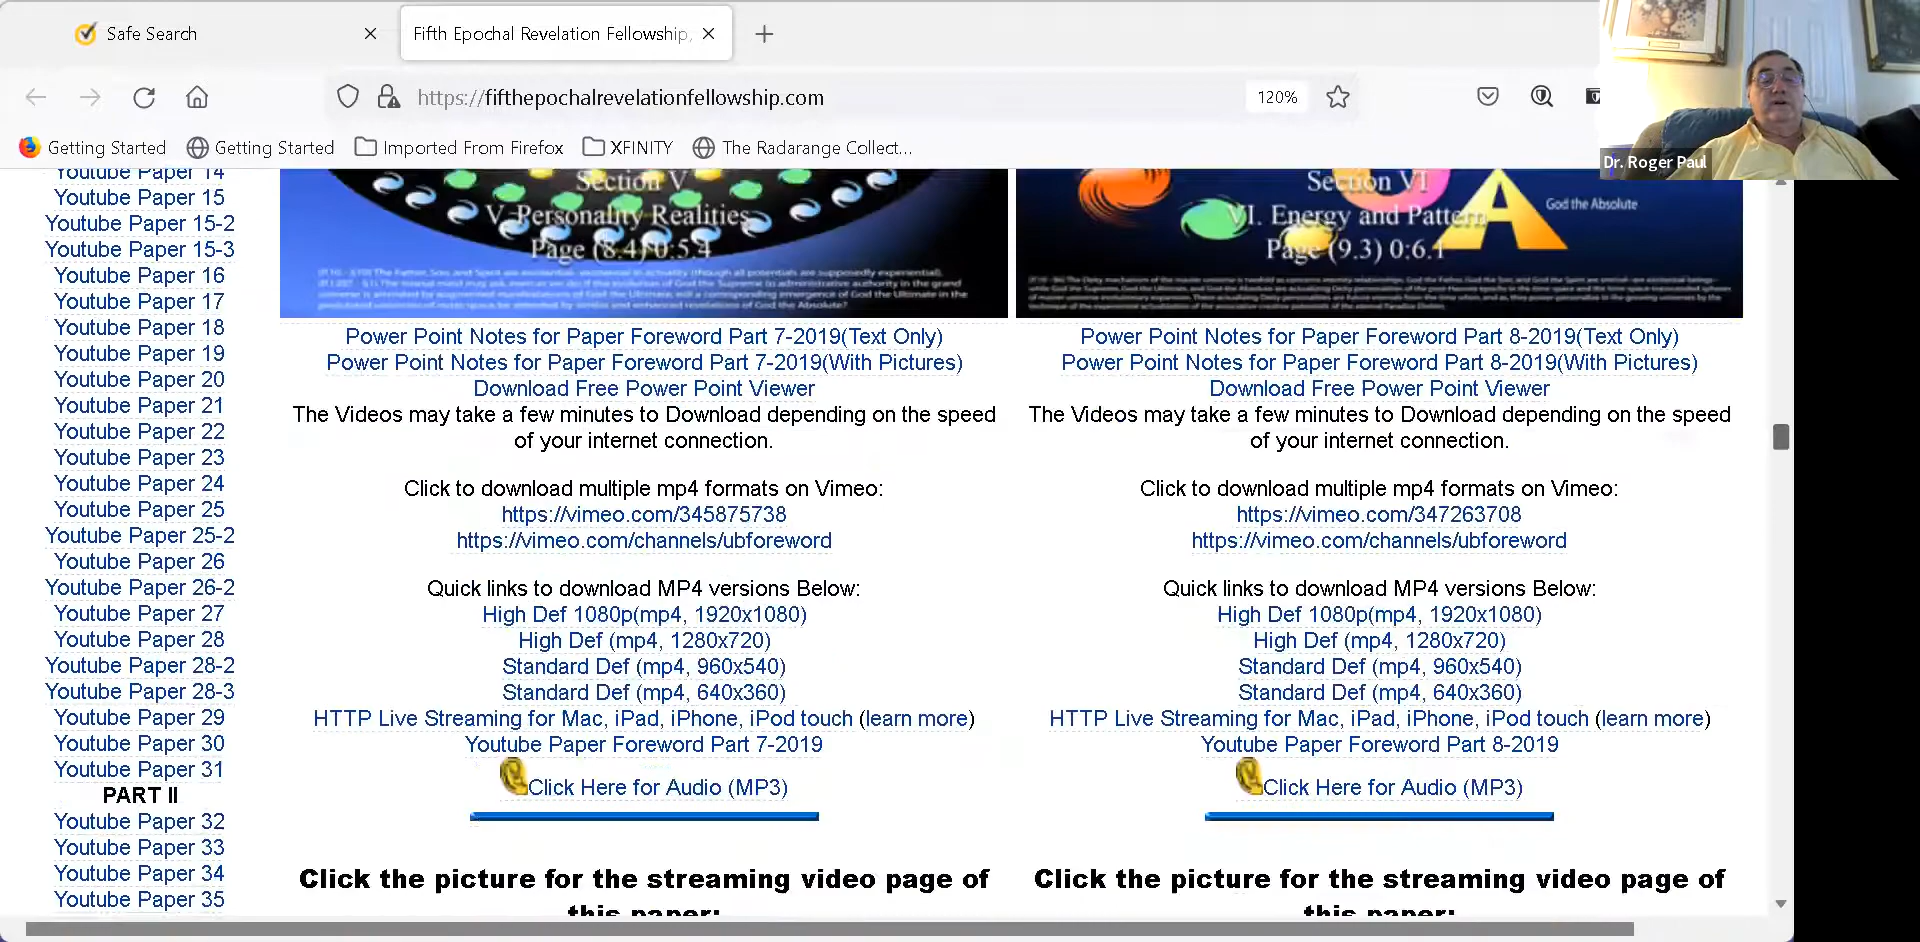 Safe Search
Fifth Epochal Revelation Fellowship,
https://fifthepochalrevelationfellowship.com
120%
Getting Started
Getting Started
Imported From Firefox
XFINITY
The Radarange Collect...
Dr. Roger Paul
Youtube Paper 14
Youtube Paper 15
Youtube Paper 15-2
Youtube Paper 15-3
Youtube Paper 16
Youtube Paper 17
Youtube Paper 18
Youtube Paper 19
Youtube Paper 20
Youtube Paper 21
Youtube Paper 22
Youtube Paper 23
Youtube Paper 24
Youtube Paper 25
Youtube Paper 25-2
Youtube Paper 26
Youtube Paper 26-2
Youtube Paper 27
Youtube Paper 28
Youtube Paper 28-2
Youtube Paper 28-3
Youtube Paper 29
Youtube Paper 30
Youtube Paper 31
PART II
Youtube Paper 32
Youtube Paper 33
Youtube Paper 34
Youtube Paper 35
Section V
V. Personality Realities
Page (8.4) 0:5.4
Power Point Notes for Paper Foreword Part 7-2019(Text Only)
Power Point Notes for Paper Foreword Part 7-2019(With Pictures)
Download Free Power Point Viewer
The Videos may take a few minutes to Download depending on the speed
of your internet connection.
Click to download multiple mp4 formats on Vimeo:
https://vimeo.com/345875738
https://vimeo.com/channels/ubforeword
Quick links to download MP4 versions Below:
High Def 1080p(mp4, 1920x1080)
High Def (mp4, 1280x720)
Standard Def (mp4, 960x540)
Standard Def (mp4, 640x360)
HTTP Live Streaming for Mac, iPad, iPhone, iPod touch (learn more)
Youtube Paper Foreword Part 7-2019
Click Here for Audio (MP3)
Click the picture for the streaming video page of
this paper:
Section VI
VI. Energy and Pattern
Page (9.3) 0:6.1
A
God the Absolute
Power Point Notes for Paper Foreword Part 8-2019(Text Only)
Power Point Notes for Paper Foreword Part 8-2019(With Pictures)
Download Free Power Point Viewer
The Videos may take a few minutes to Download depending on the speed
of your internet connection.
Click to download multiple mp4 formats on Vimeo:
https://vimeo.com/347263708
https://vimeo.com/channels/ubforeword
Quick links to download MP4 versions Below:
High Def 1080p(mp4, 1920x1080)
High Def (mp4, 1280x720)
Standard Def (mp4, 960x540)
Standard Def (mp4, 640x360)
HTTP Live Streaming for Mac, iPad, iPhone, iPod touch (learn more)
Youtube Paper Foreword Part 8-2019
Click Here for Audio (MP3)
Click the picture for the streaming video page of
this paper: